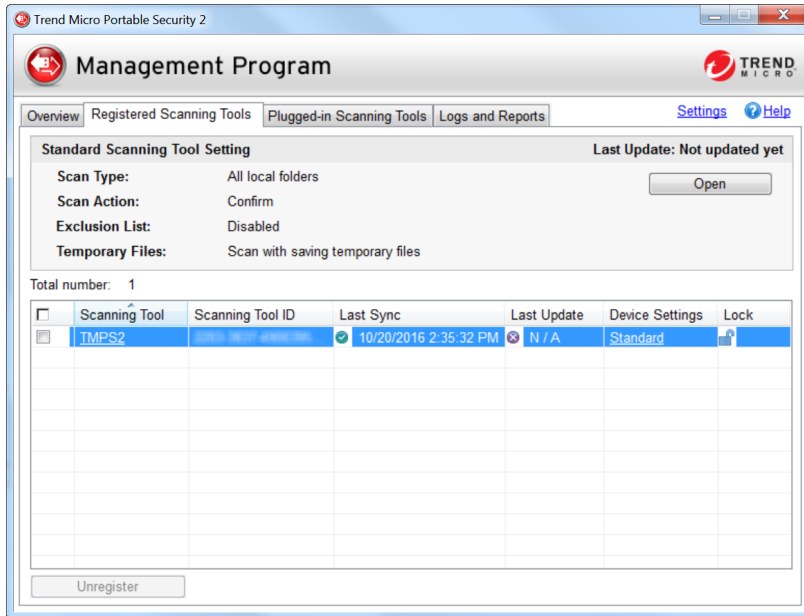 Trend Micro Portable Security 2
Management Program
TREND
MICRO
Overview Registered Scanning Tools Plugged-in Scanning Tools Logs and Reports Settings Help
Standard Scanning Tool Setting Last Update: Not updated yet
Scan Type: All local folders
Open
Scan Action: Confirm
Exclusion List: Disabled
Temporary Files: Scan with saving temporary files
Total number: 1
Scanning Tool Scanning Tool ID Last Sync Last Update Device Settings Lock
TMPS2 10/20/2016 2:35:32 PM N / A Standard
Unregister